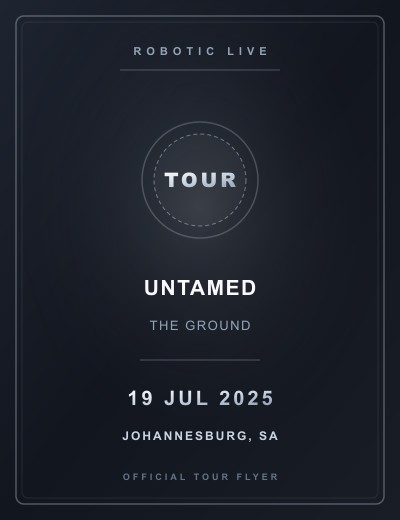 ROBOTIC LIVE
TOUR
UNTAMED
THE GROUND
19 JUL 2025
JOHANNESBURG, SA
OFFICIAL TOUR FLYER